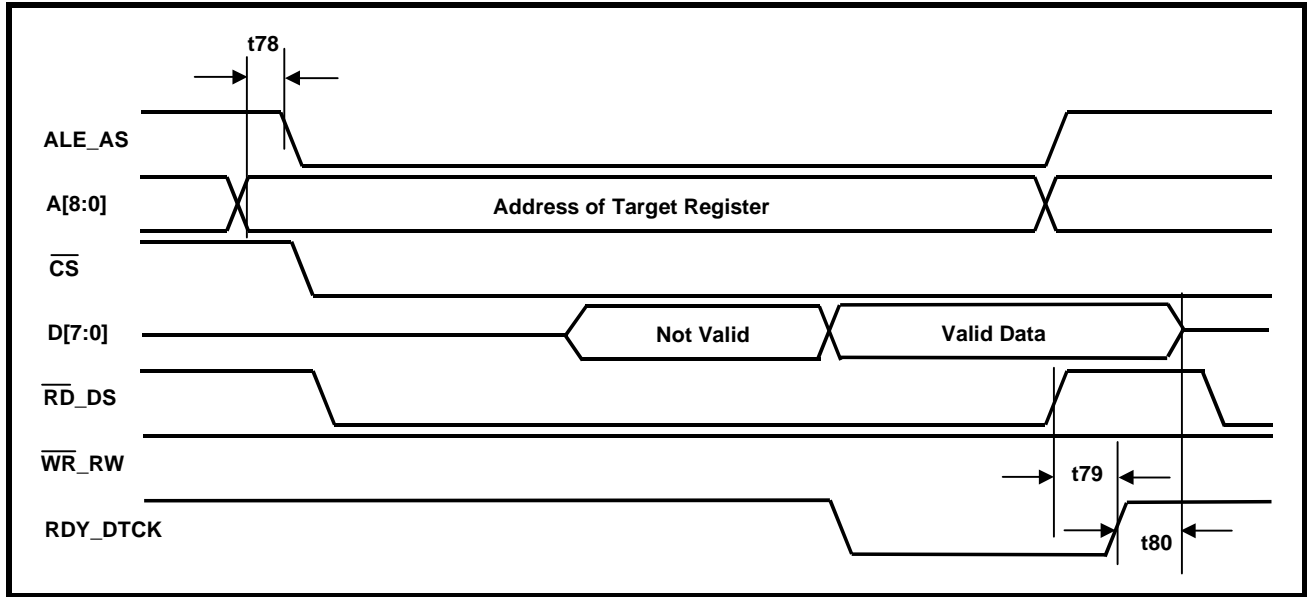 t78
ALE_AS
A[8:0]
Address of Target Register
CS
D[7:0]
Not Valid
Valid Data
RD_DS
WR_RW
t79
RDY_DTCK
t80